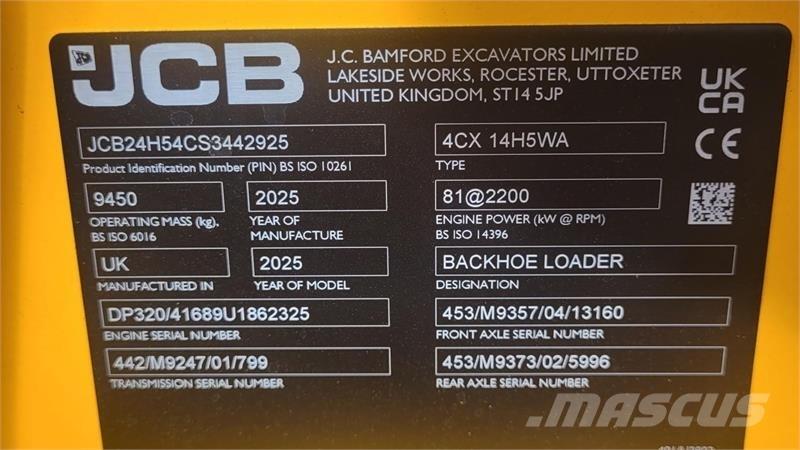 JCB
J.C. BAMFORD EXCAVATORS LIMITED
LAKESIDE WORKS, ROCESTER, UTTOXETER
UNITED KINGDOM, ST14 5JP
UK
CA
CE
JCB24H54CS3442925
Product Identification Number (PIN) BS ISO 10261
4CX 14H5WA
TYPE
9450
OPERATING MASS (kg).
BS ISO 6016
2025
YEAR OF
MANUFACTURE
81@2200
ENGINE POWER (kW @ RPM)
BS ISO 14396
UK
MANUFACTURED IN
2025
YEAR OF MODEL
BACKHOE LOADER
DESIGNATION
DP320/41689U1862325
ENGINE SERIAL NUMBER
453/M9357/04/13160
FRONT AXLE SERIAL NUMBER
442/M9247/01/799
TRANSMISSION SERIAL NUMBER
453/M9373/02/5996
REAR AXLE SERIAL NUMBER
MASCUS